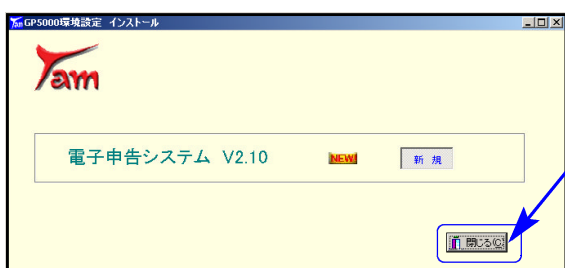 GP5000環境設定 インストール
Tam
電子申告システム V2.10 NEW! 新 規
閉じる(C)